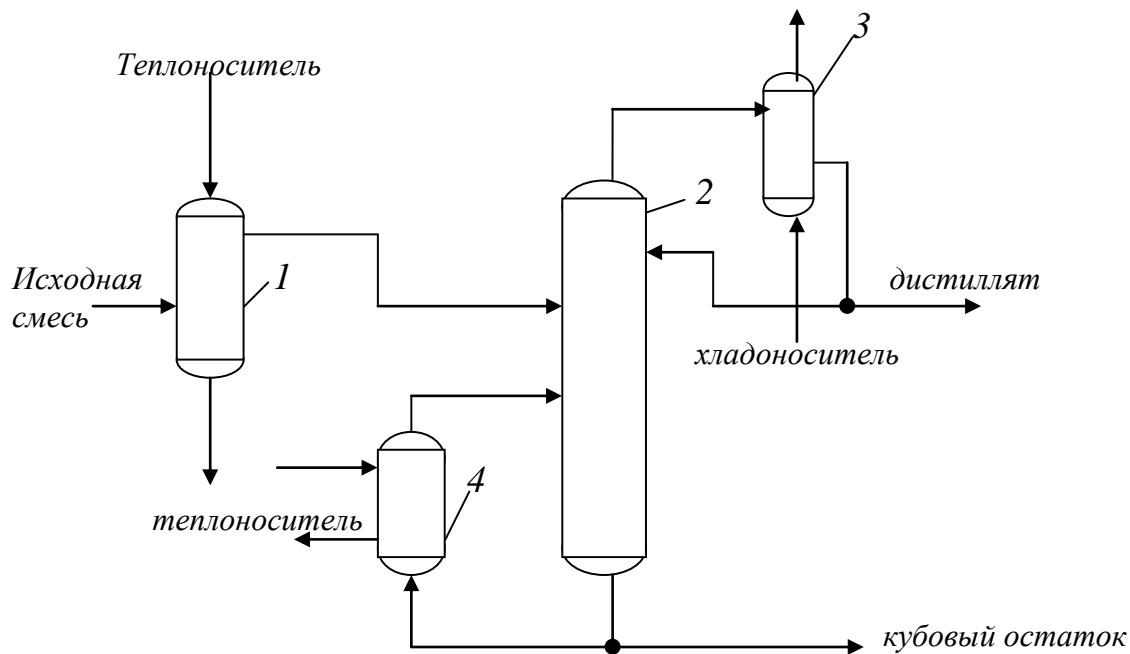 3
Теплоноситель
2
Исходная
смесь
1
дистиллят
хладоноситель
4
теплоноситель
кубовый остаток